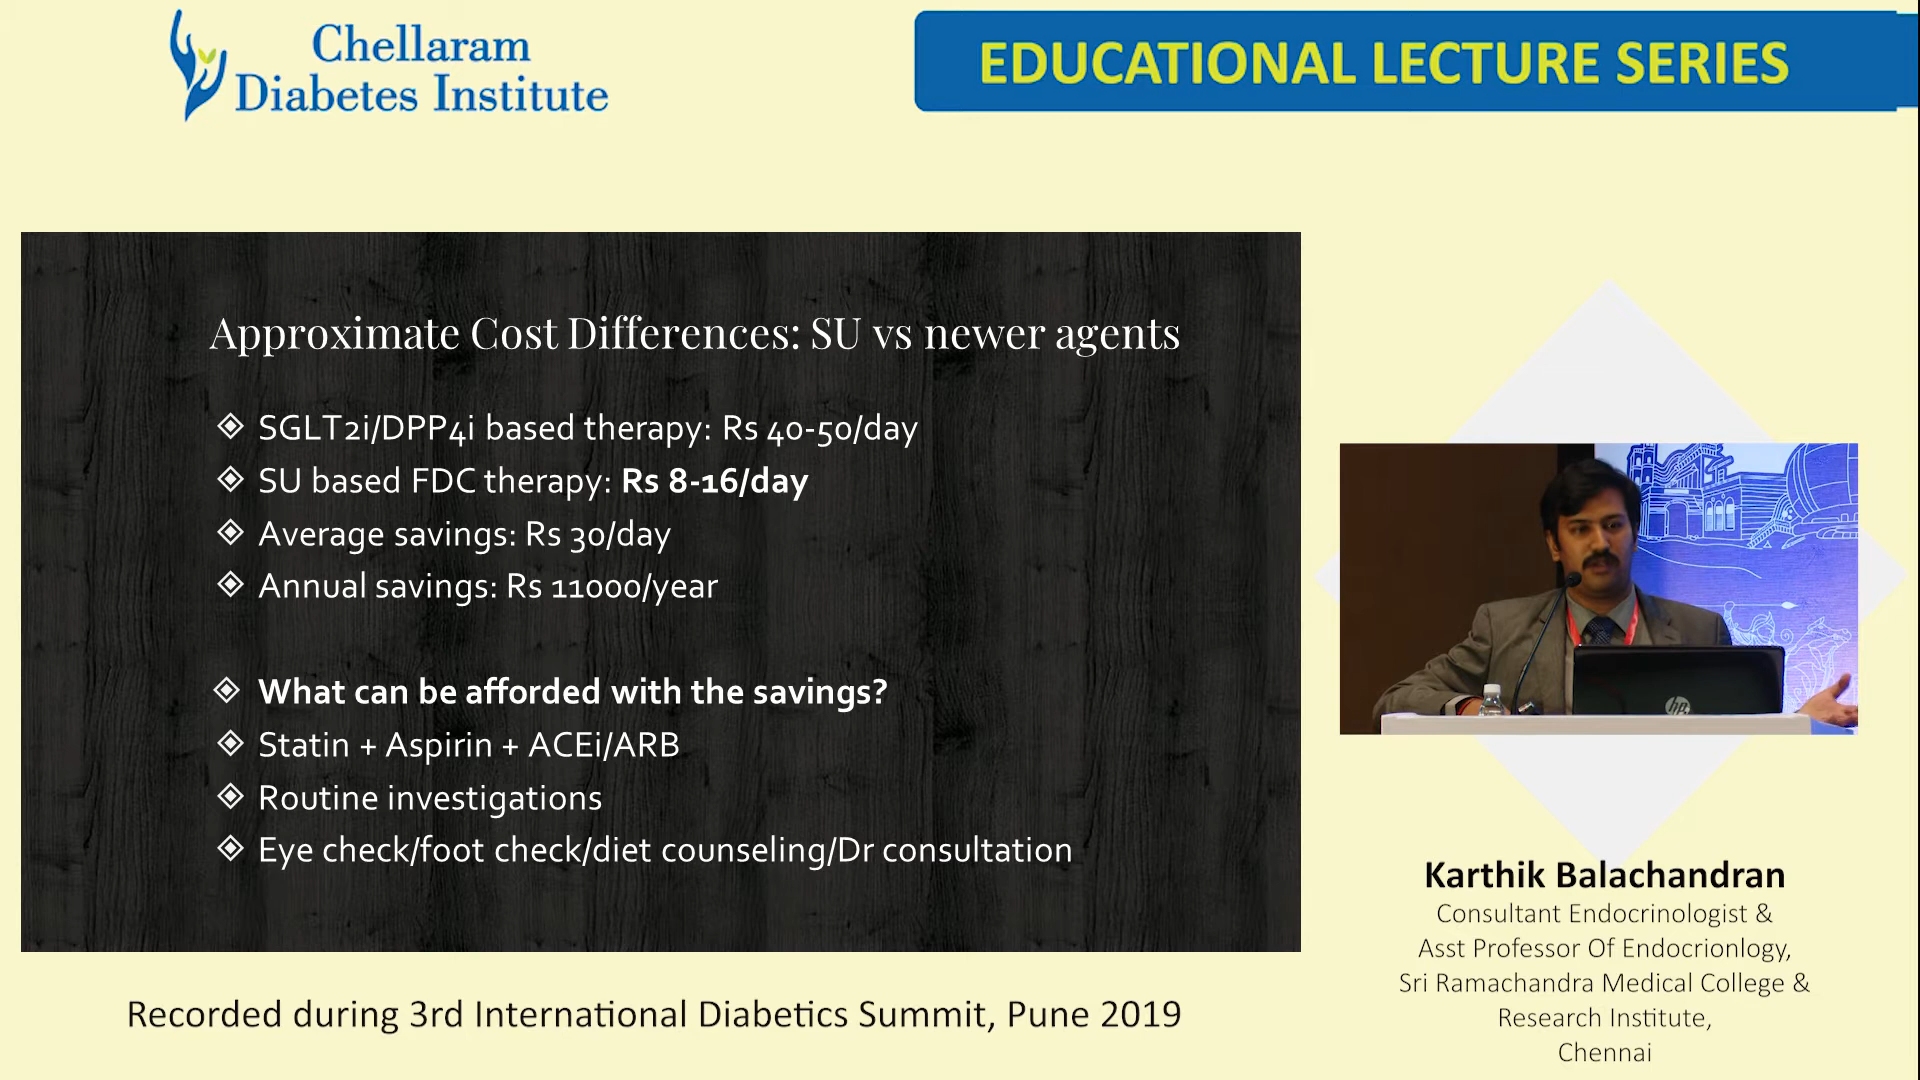 Chellaram
Diabetes Institute
EDUCATIONAL LECTURE SERIES
Approximate Cost Differences: SU vs newer agents
SGLT2i/DPP4i based therapy: Rs 40-50/day
SU based FDC therapy: Rs 8-16/day
Average savings: Rs 30/day
Annual savings: Rs 11000/year
What can be afforded with the savings?
Statin + Aspirin + ACEi/ARB
Routine investigations
Eye check/foot check/diet counseling/Dr consultation
hp
Karthik Balachandran
Consultant Endocrinologist &
Asst Professor Of Endocrionlogy,
Sri Ramachandra Medical College &
Research Institute,
Chennai
Recorded during 3rd International Diabetics Summit, Pune 2019